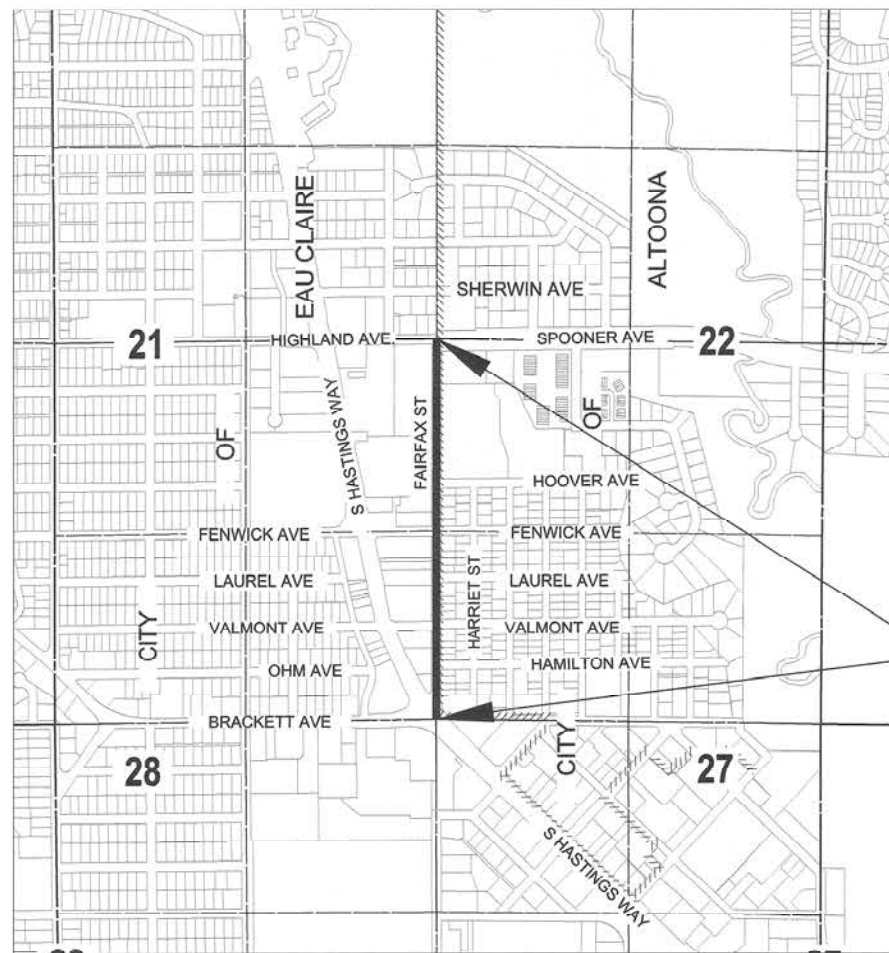 EAU CLAIRE
ALTOONA
SHERWIN AVE
21
HIGHLAND AVE
SPOONER AVE
22
S HASTINGS WAY
FAIRFAX ST
OF
OF
HOOVER AVE
FENWICK AVE
FENWICK AVE
LAUREL AVE
HARRIET ST
LAUREL AVE
CITY
VALMONT AVE
VALMONT AVE
OHM AVE
HAMILTON AVE
BRACKETT AVE
CITY
28
27
S HASTINGS WAY